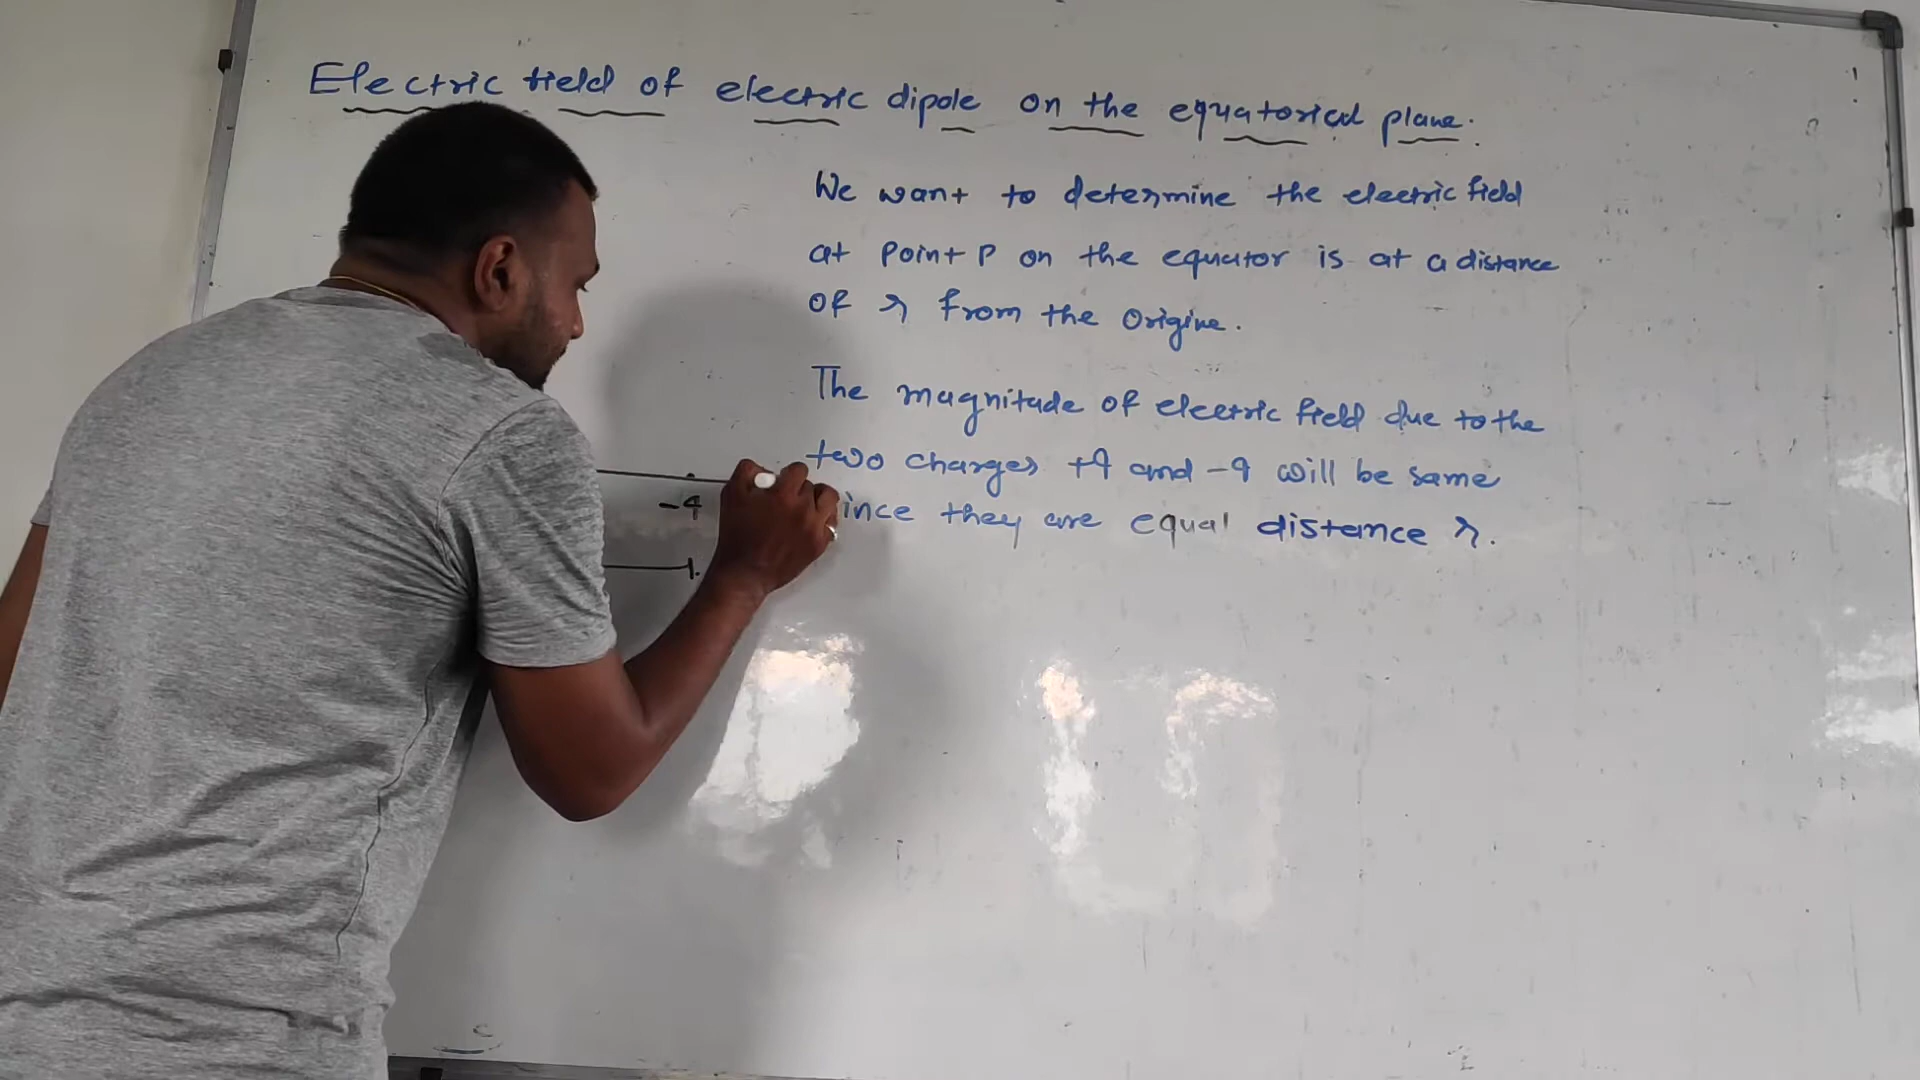 Electric field of electric dipole on the equatorical plane.
We want to determine the electric field
at point P on the equator is at a distance
of r from the origine.
The magnitude of electric field due to the
two charges +q and -q will be same
ince they are equal distance r.
-q